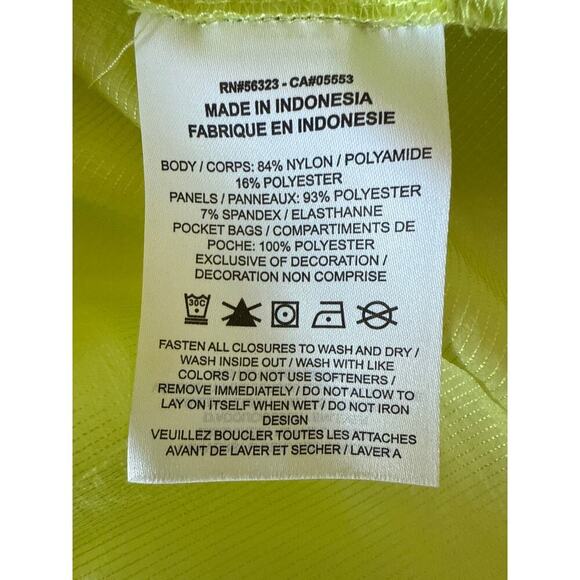 RN#56323 - CA#05553
MADE IN INDONESIA
FABRIQUE EN INDONESIE
BODY / CORPS: 84% NYLON / POLYAMIDE
16% POLYESTER
PANELS / PANNEAUX: 93% POLYESTER
7% SPANDEX / ELASTHANNE
POCKET BAGS / COMPARTIMENTS DE
POCHE: 100% POLYESTER
EXCLUSIVE OF DECORATION /
DECORATION NON COMPRISE
30C
FASTEN ALL CLOSURES TO WASH AND DRY /
WASH INSIDE OUT / WASH WITH LIKE
COLORS / DO NOT USE SOFTENERS /
REMOVE IMMEDIATELY / DO NOT ALLOW TO
LAY ON ITSELF WHEN WET / DO NOT IRON
DESIGN
VEUILLEZ BOUCLER TOUTES LES ATTACHES
AVANT DE LAVER ET SECHER / LAVER A